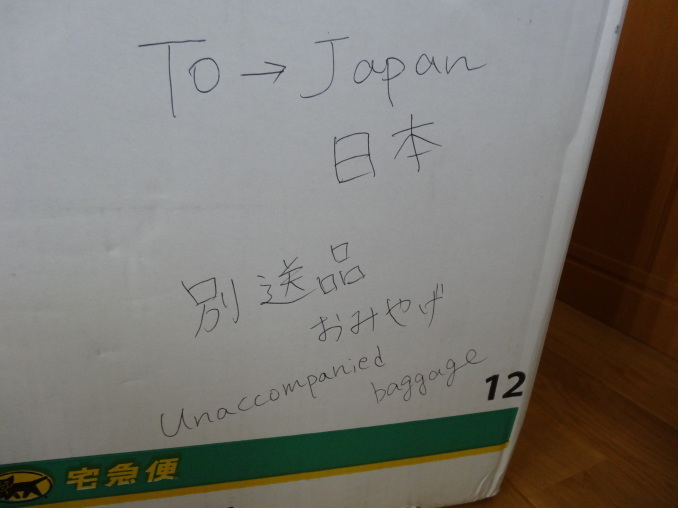 To → Japan
日本
別送品
おみやげ
Unaccompanied
baggage
12
宅急便